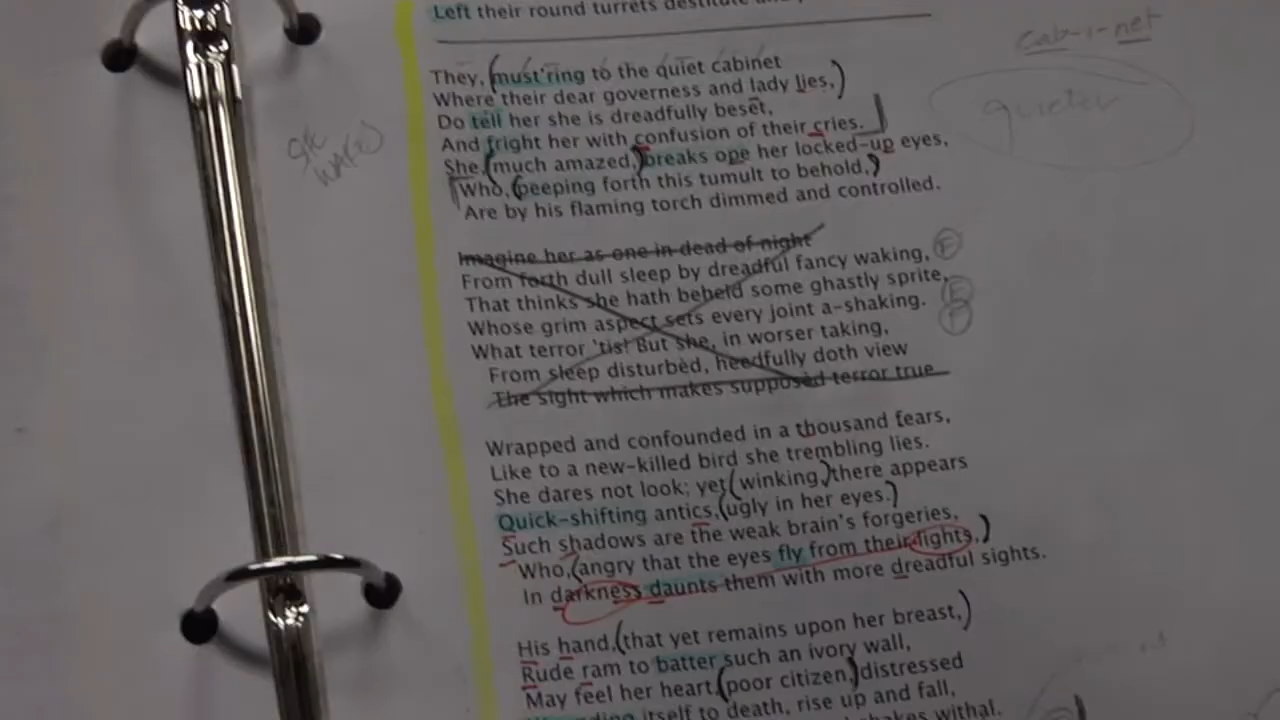 Left their round turrets destitute
cab-i-net
They, (must'ring to the quiet cabinet
Where their dear governess and lady lies,)
quieter
Do tell her she is dreadfully beset,
And fright her with confusion of their cries.
She (much amazed,) breaks ope her locked-up eyes,
SHE
WAKES
Who, (peeping forth this tumult to behold,)
Are by his flaming torch dimmed and controlled.
Imagine her as one in dead of night
From forth dull sleep by dreadful fancy waking, F
That thinks she hath beheld some ghastly sprite, F
Whose grim aspect sets every joint a-shaking. F
What terror 'tis! But she, in worser taking,
From sleep disturbèd, heedfully doth view
The sight which makes supposèd terror true.
Wrapped and confounded in a thousand fears,
Like to a new-killed bird she trembling lies.
She dares not look; yet (winking,) there appears
Quick-shifting antics, (ugly in her eyes.)
Such shadows are the weak brain's forgeries,
Who, (angry that the eyes fly from their lights,)
In darkness daunts them with more dreadful sights.
His hand, (that yet remains upon her breast,)
Rude ram to batter such an ivory wall,
May feel her heart, (poor citizen,) distressed
itself to death, rise up and fall,
shakes withal.